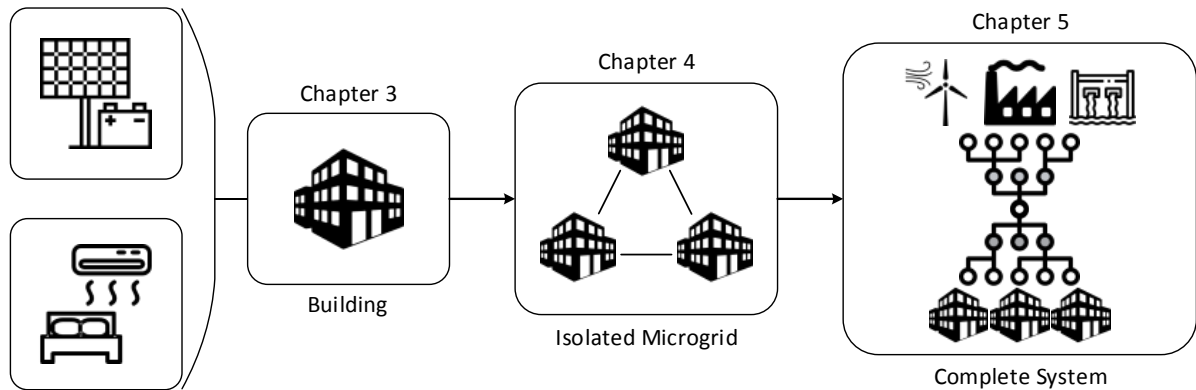 Chapter 3
Building
Chapter 4
Isolated Microgrid
Chapter 5
Complete System